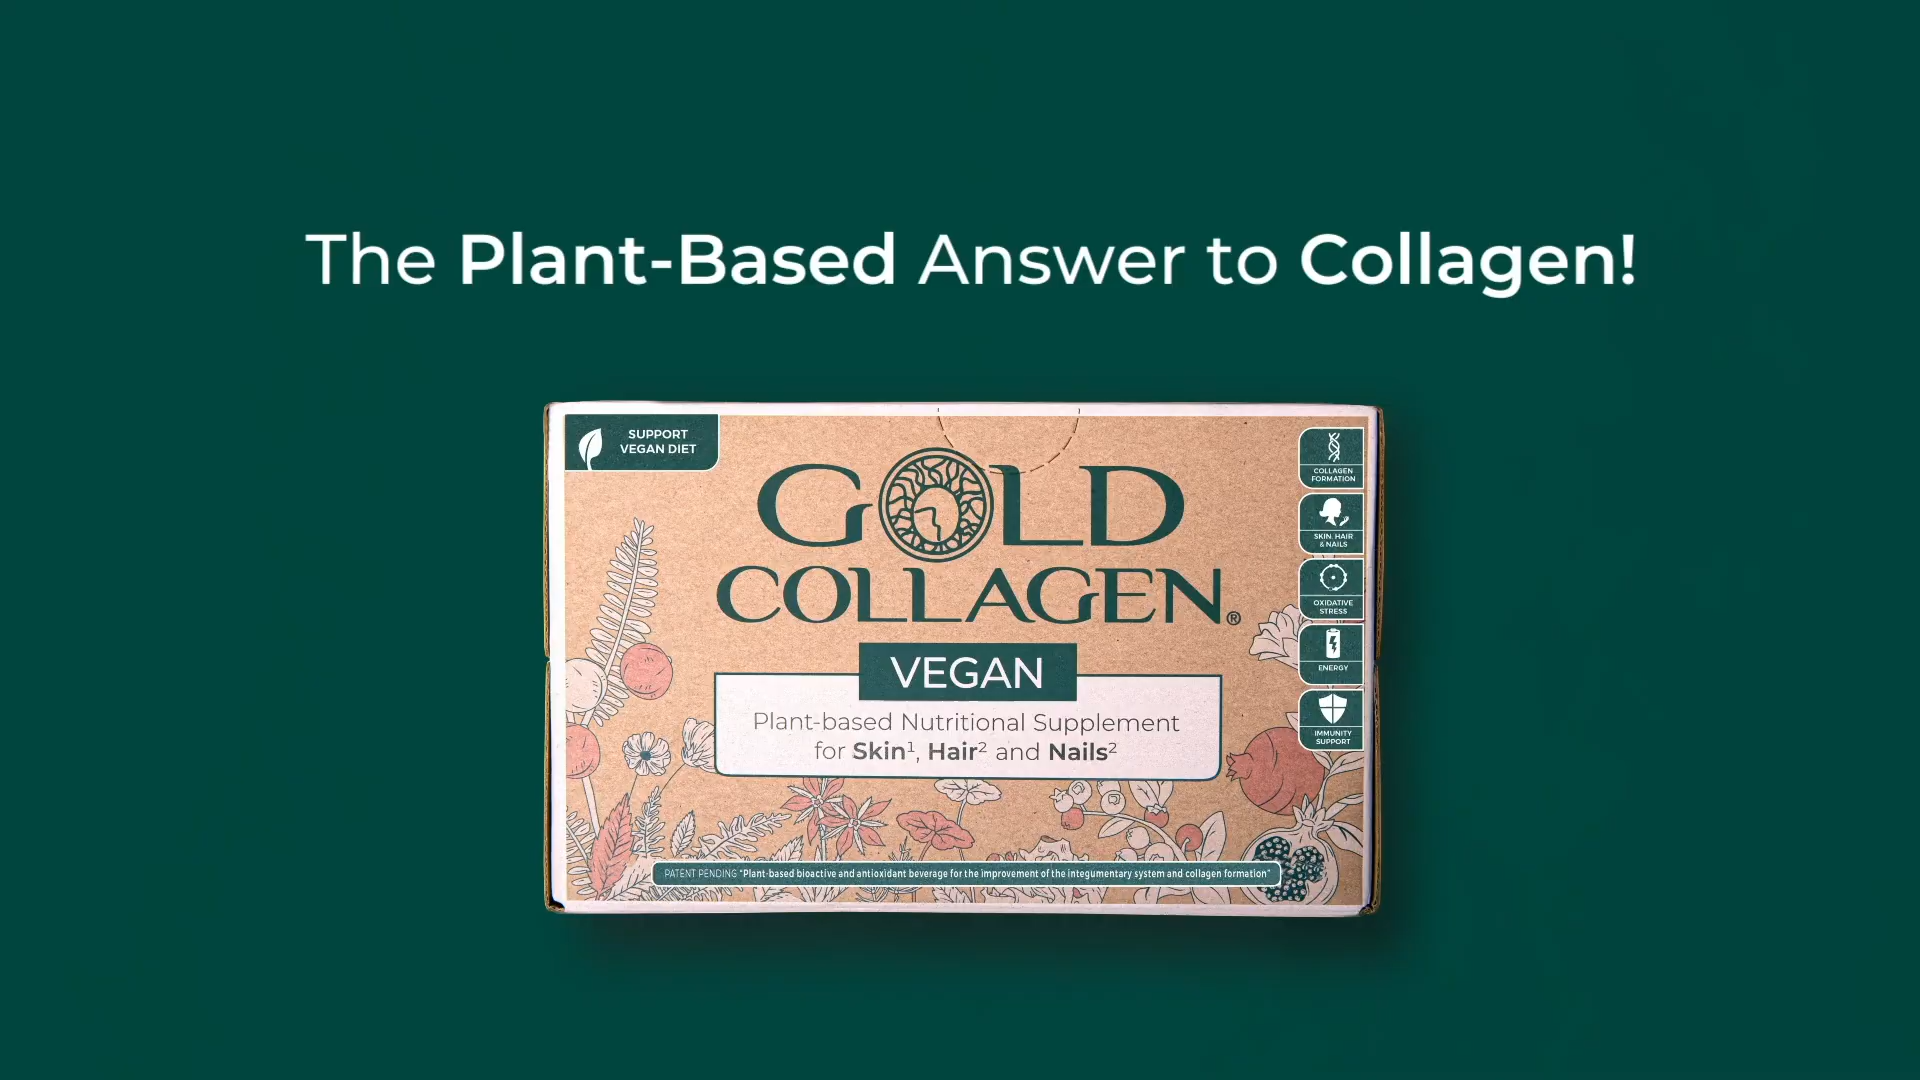 The Plant-Based Answer to Collagen!
SUPPORT
VEGAN DIET
GOLD
COLLAGEN®
VEGAN
Plant-based Nutritional Supplement
for Skin¹, Hair² and Nails²
COLLAGEN
FORMATION
SKIN, HAIR
& NAILS
OXIDATIVE
STRESS
ENERGY
IMMUNITY
SUPPORT
PATENT PENDING "Plant-based bioactive and antioxidant beverage for the improvement of the integumentary system and collagen formation"